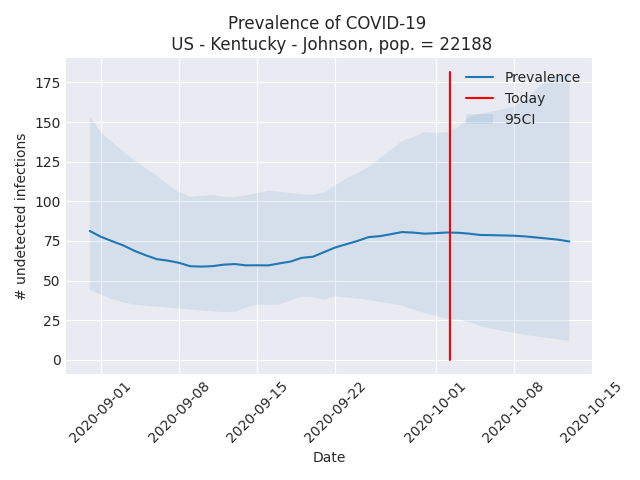 Prevalence of COVID-19
US - Kentucky - Johnson, pop. = 22188
175
150
125
100
75
50
25
0
# undetected infections
Prevalence
Today
95CI
2020-09-01
2020-09-08
2020-09-15
2020-09-22
2020-10-01
2020-10-08
2020-10-15
Date